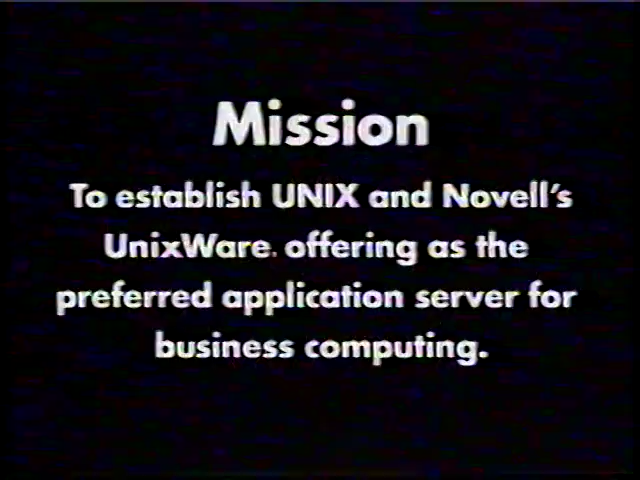 Mission
To establish UNIX and Novell's
UnixWare. offering as the
preferred application server for
business computing.